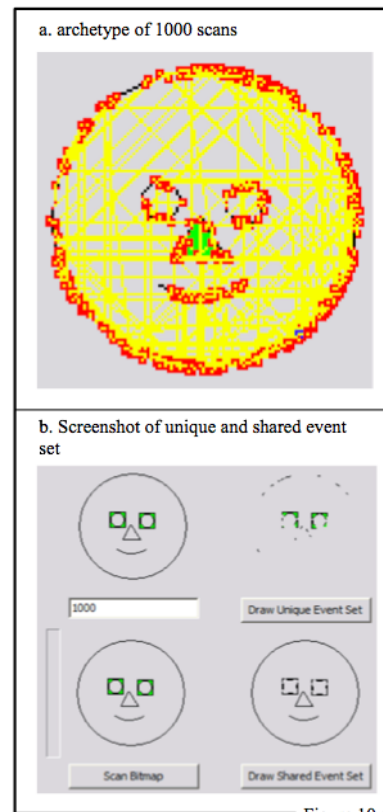 a. archetype of 1000 scans
b. Screenshot of unique and shared event
set
1000
Draw Unique Event Set
Scan Bitmap
Draw Shared Event Set